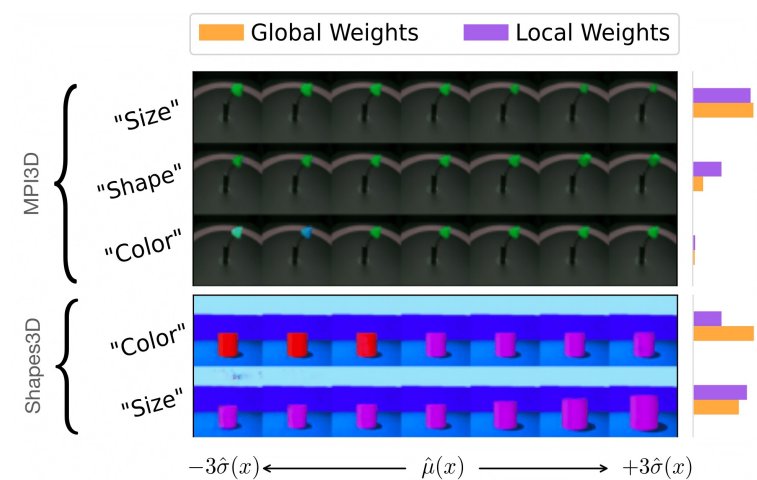 Global Weights
Local Weights
MPI3D
"Size"
"Shape"
"Color"
Shapes3D
"Color"
"Size"
−3σ̂(x)
μ̂(x)
+3σ̂(x)